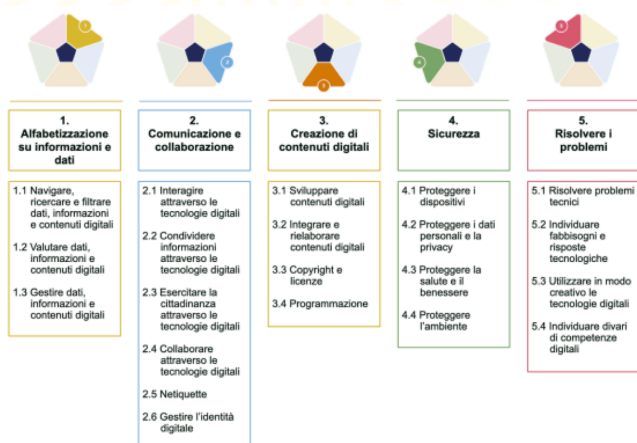 1
2
3
4
5
1.
Alfabetizzazione
su informazioni e
dati
2.
Comunicazione e
collaborazione
3.
Creazione di
contenuti digitali
4.
Sicurezza
5.
Risolvere i
problemi
1.1 Navigare,
ricercare e filtrare
dati, informazioni
e contenuti digitali
1.2 Valutare dati,
informazioni e
contenuti digitali
1.3 Gestire dati,
informazioni e
contenuti digitali
2.1 Interagire
attraverso le
tecnologie digitali
2.2 Condividere
informazioni
attraverso le
tecnologie digitali
2.3 Esercitare la
cittadinanza
attraverso le
tecnologie digitali
2.4 Collaborare
attraverso le
tecnologie digitali
2.5 Netiquette
2.6 Gestire l'identità
digitale
3.1 Sviluppare
contenuti digitali
3.2 Integrare e
rielaborare
contenuti digitali
3.3 Copyright e
licenze
3.4 Programmazione
4.1 Proteggere i
dispositivi
4.2 Proteggere i dati
personali e la
privacy
4.3 Proteggere la
salute e il
benessere
4.4 Proteggere
l'ambiente
5.1 Risolvere problemi
tecnici
5.2 Individuare
fabbisogni e
risposte
tecnologiche
5.3 Utilizzare in modo
creativo le
tecnologie digitali
5.4 Individuare divari
di competenze
digitali